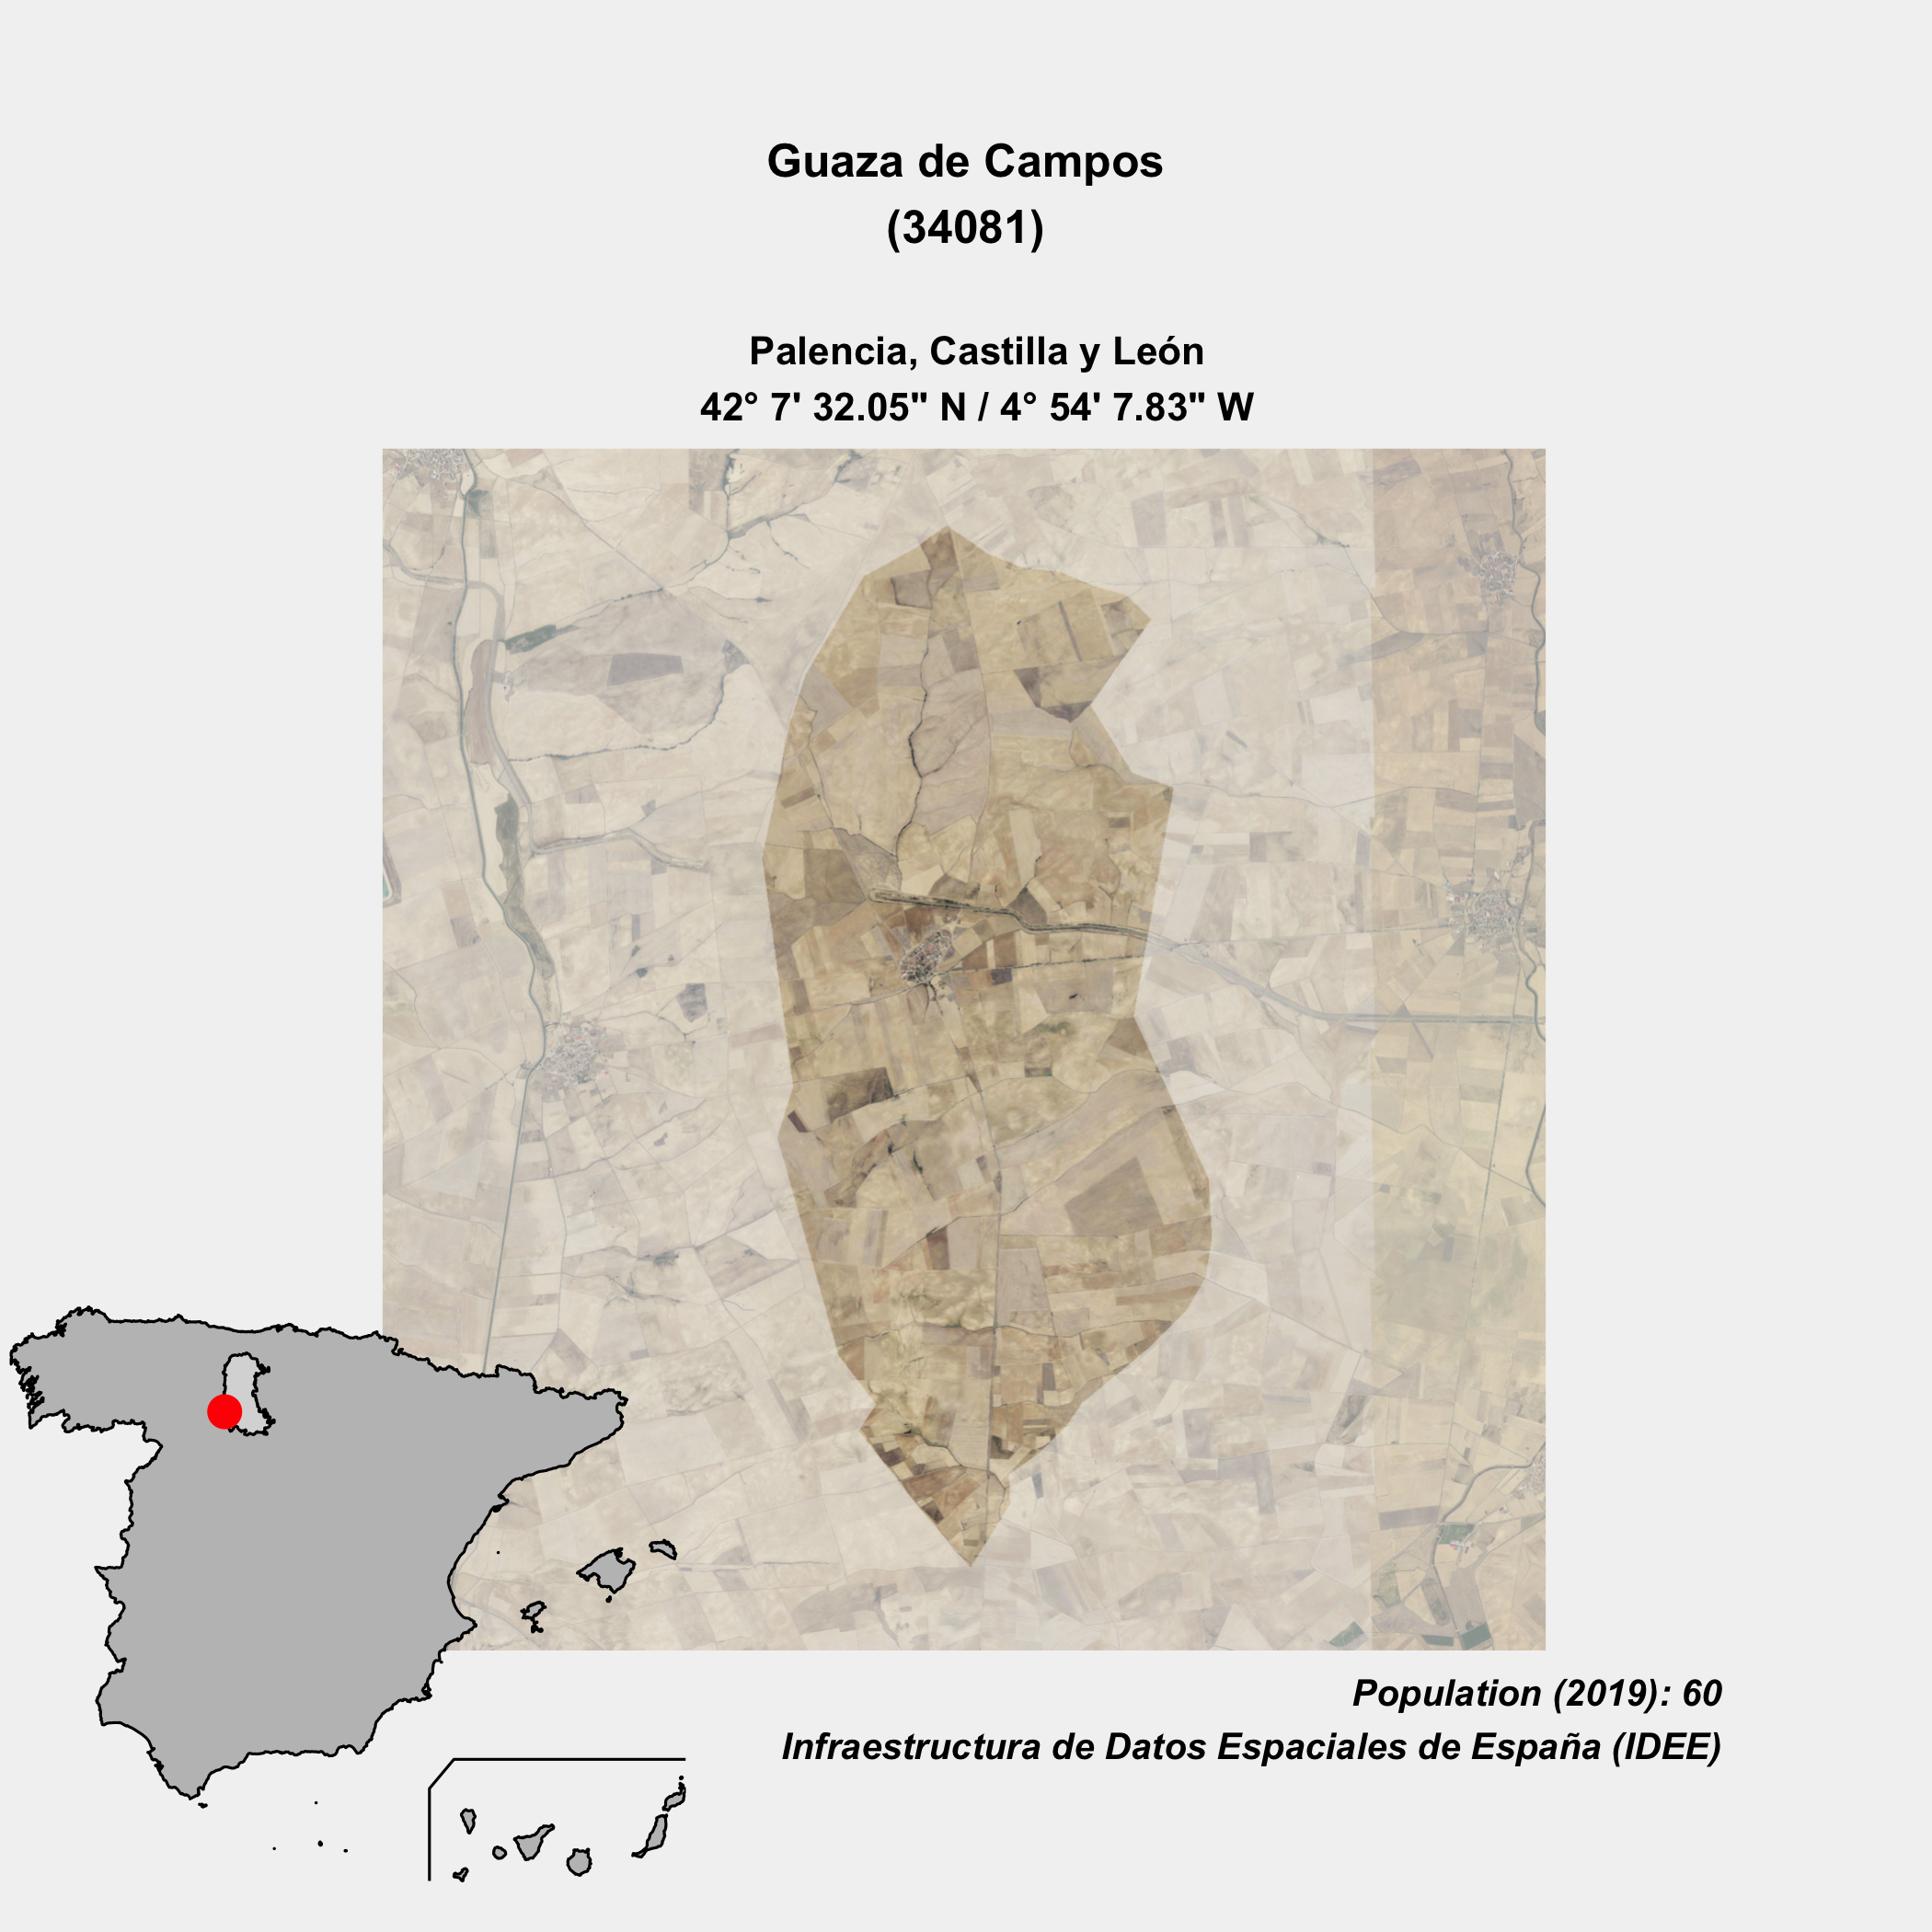 Guaza de Campos
(34081)
Palencia, Castilla y León
42° 7' 32.05" N / 4° 54' 7.83" W
Population (2019): 60
Infraestructura de Datos Espaciales de España (IDEE)